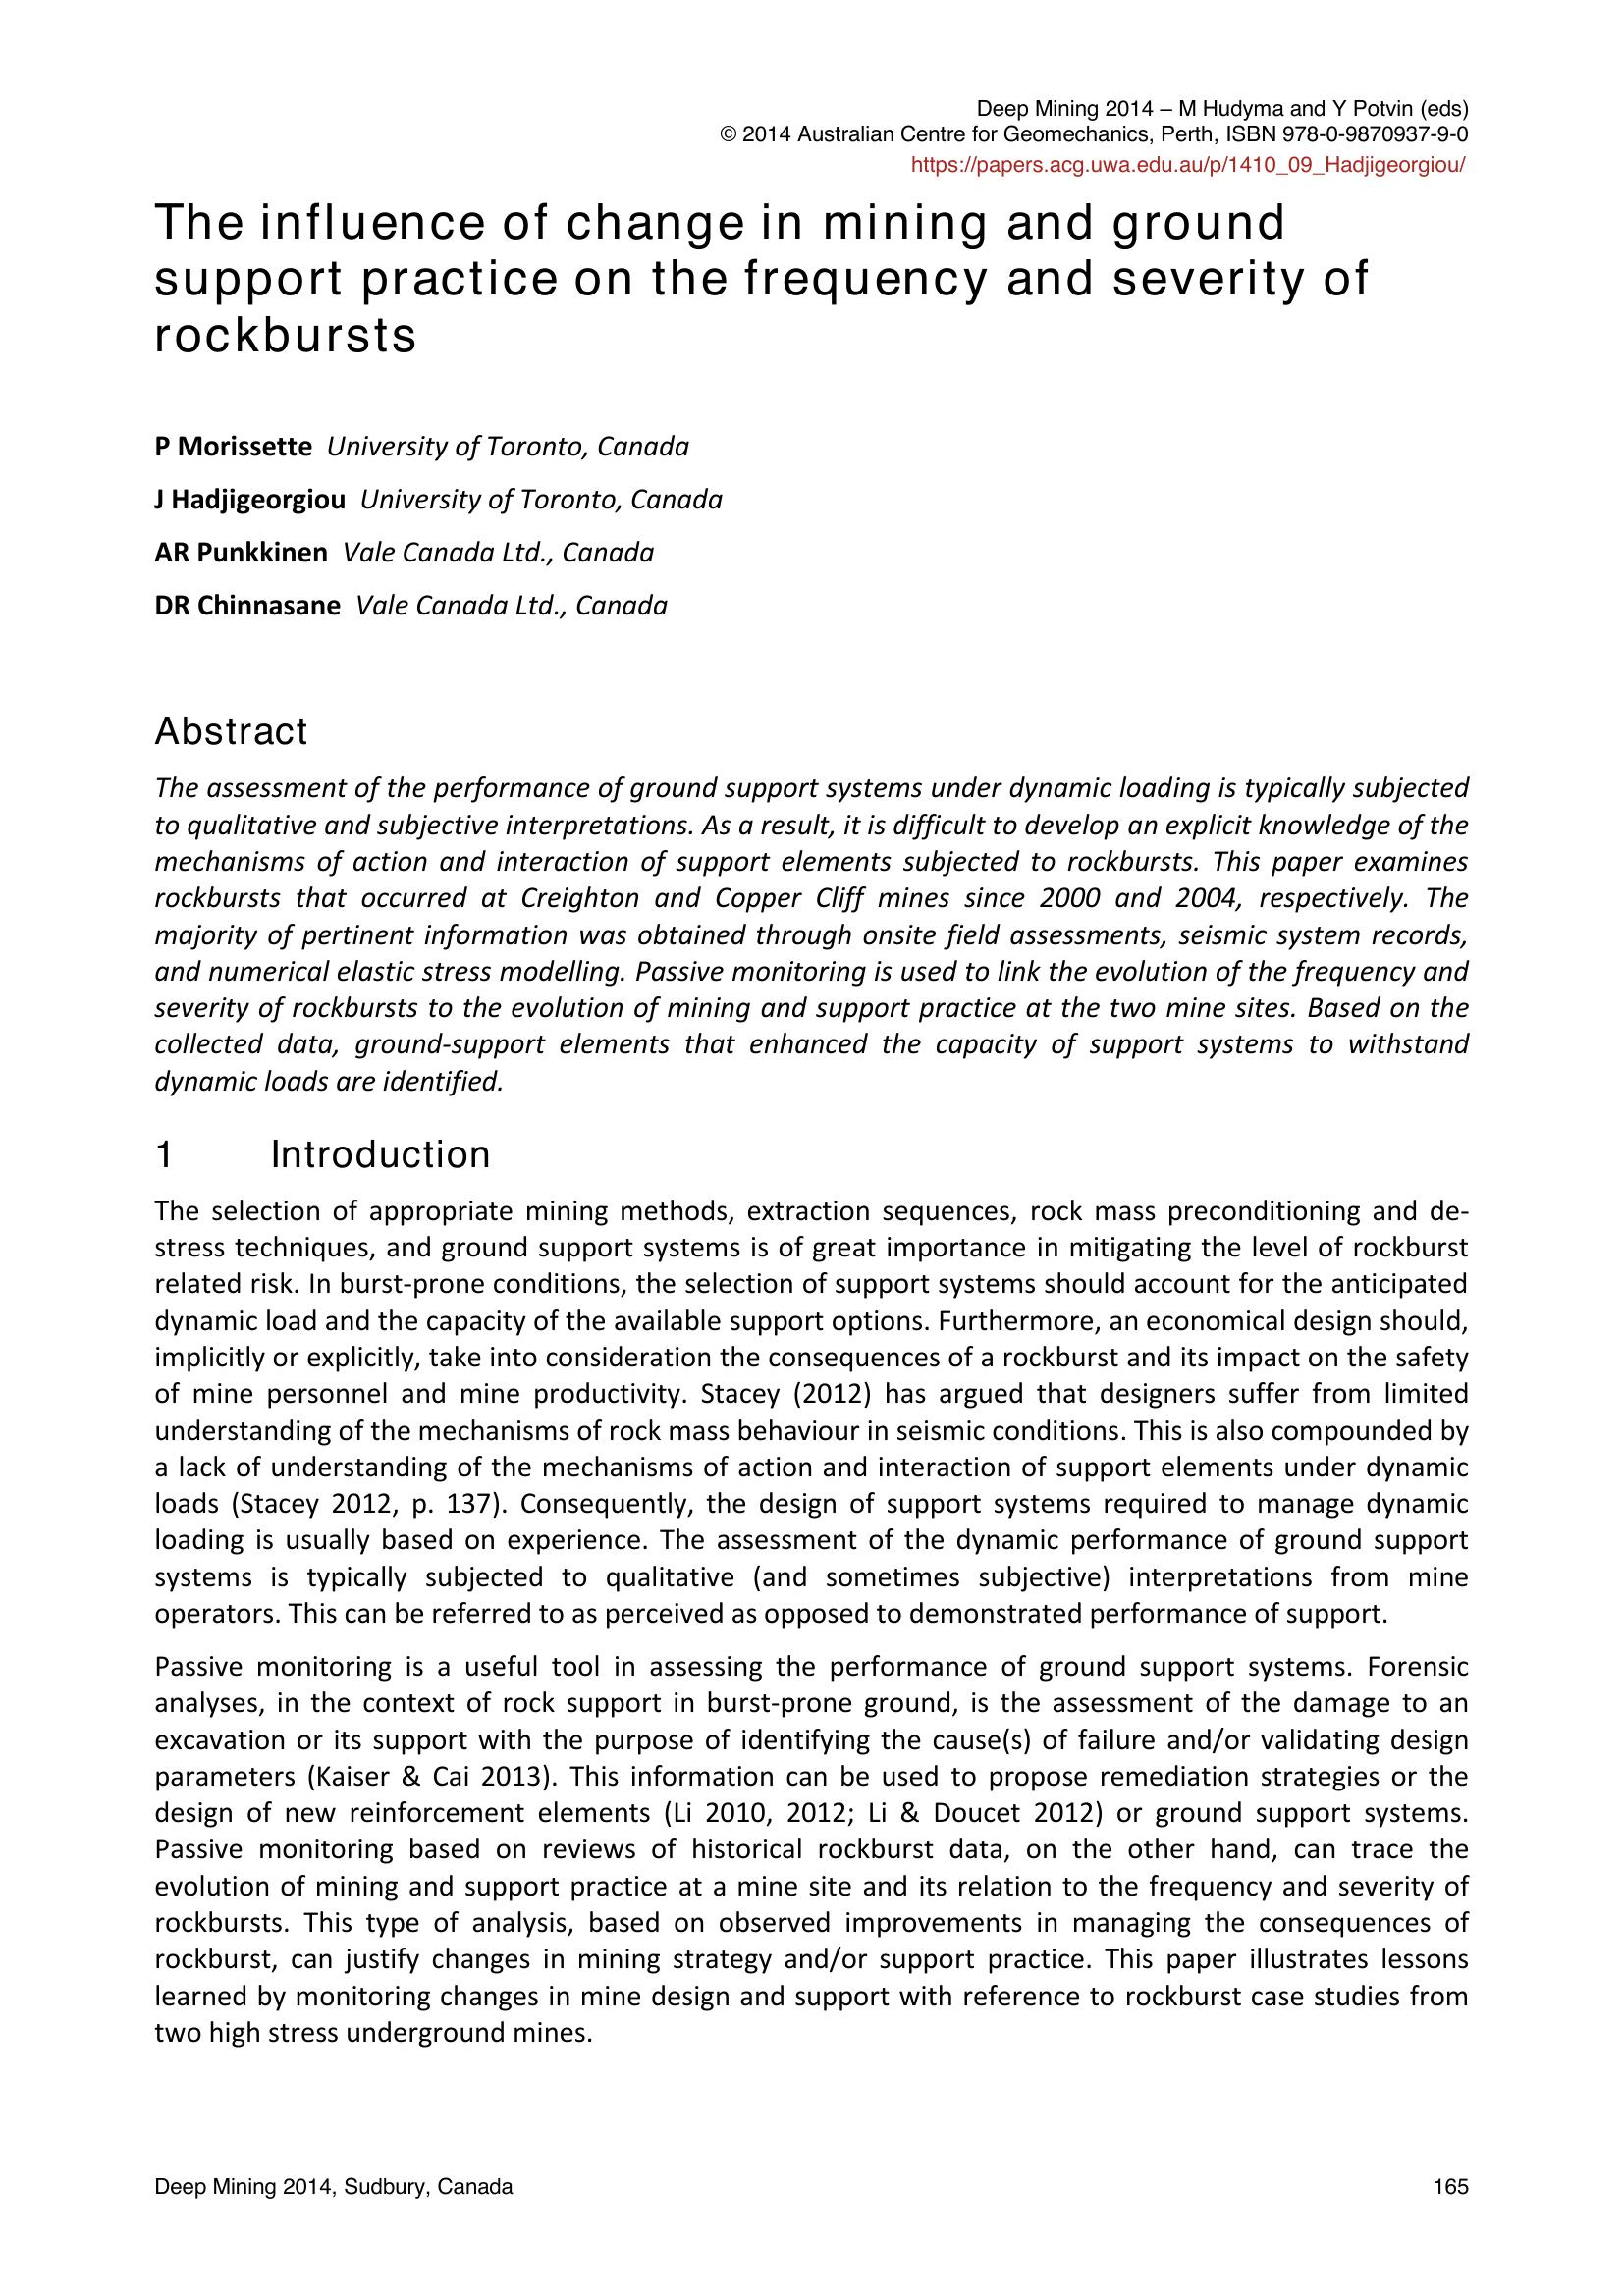 Deep Mining 2014 – M Hudyma and Y Potvin (eds)
© 2014 Australian Centre for Geomechanics, Perth, ISBN 978-0-9870937-9-0
https://papers.acg.uwa.edu.au/p/1410_09_Hadjigeorgiou/
The influence of change in mining and ground
support practice on the frequency and severity of
rockbursts
P Morissette University of Toronto, Canada
J Hadjigeorgiou University of Toronto, Canada
AR Punkkinen Vale Canada Ltd., Canada
DR Chinnasane Vale Canada Ltd., Canada
Abstract
The assessment of the performance of ground support systems under dynamic loading is typically subjected
to qualitative and subjective interpretations. As a result, it is difficult to develop an explicit knowledge of the
mechanisms of action and interaction of support elements subjected to rockbursts. This paper examines
rockbursts that occurred at Creighton and Copper Cliff mines since 2000 and 2004, respectively. The
majority of pertinent information was obtained through onsite field assessments, seismic system records,
and numerical elastic stress modelling. Passive monitoring is used to link the evolution of the frequency and
severity of rockbursts to the evolution of mining and support practice at the two mine sites. Based on the
collected data, ground-support elements that enhanced the capacity of support systems to withstand
dynamic loads are identified.
1 Introduction
The selection of appropriate mining methods, extraction sequences, rock mass preconditioning and de-
stress techniques, and ground support systems is of great importance in mitigating the level of rockburst
related risk. In burst-prone conditions, the selection of support systems should account for the anticipated
dynamic load and the capacity of the available support options. Furthermore, an economical design should,
implicitly or explicitly, take into consideration the consequences of a rockburst and its impact on the safety
of mine personnel and mine productivity. Stacey (2012) has argued that designers suffer from limited
understanding of the mechanisms of rock mass behaviour in seismic conditions. This is also compounded by
a lack of understanding of the mechanisms of action and interaction of support elements under dynamic
loads (Stacey 2012, p. 137). Consequently, the design of support systems required to manage dynamic
loading is usually based on experience. The assessment of the dynamic performance of ground support
systems is typically subjected to qualitative (and sometimes subjective) interpretations from mine
operators. This can be referred to as perceived as opposed to demonstrated performance of support.
Passive monitoring is a useful tool in assessing the performance of ground support systems. Forensic
analyses, in the context of rock support in burst-prone ground, is the assessment of the damage to an
excavation or its support with the purpose of identifying the cause(s) of failure and/or validating design
parameters (Kaiser & Cai 2013). This information can be used to propose remediation strategies or the
design of new reinforcement elements (Li 2010, 2012; Li & Doucet 2012) or ground support systems.
Passive monitoring based on reviews of historical rockburst data, on the other hand, can trace the
evolution of mining and support practice at a mine site and its relation to the frequency and severity of
rockbursts. This type of analysis, based on observed improvements in managing the consequences of
rockburst, can justify changes in mining strategy and/or support practice. This paper illustrates lessons
learned by monitoring changes in mine design and support with reference to rockburst case studies from
two high stress underground mines.
Deep Mining 2014, Sudbury, Canada
165